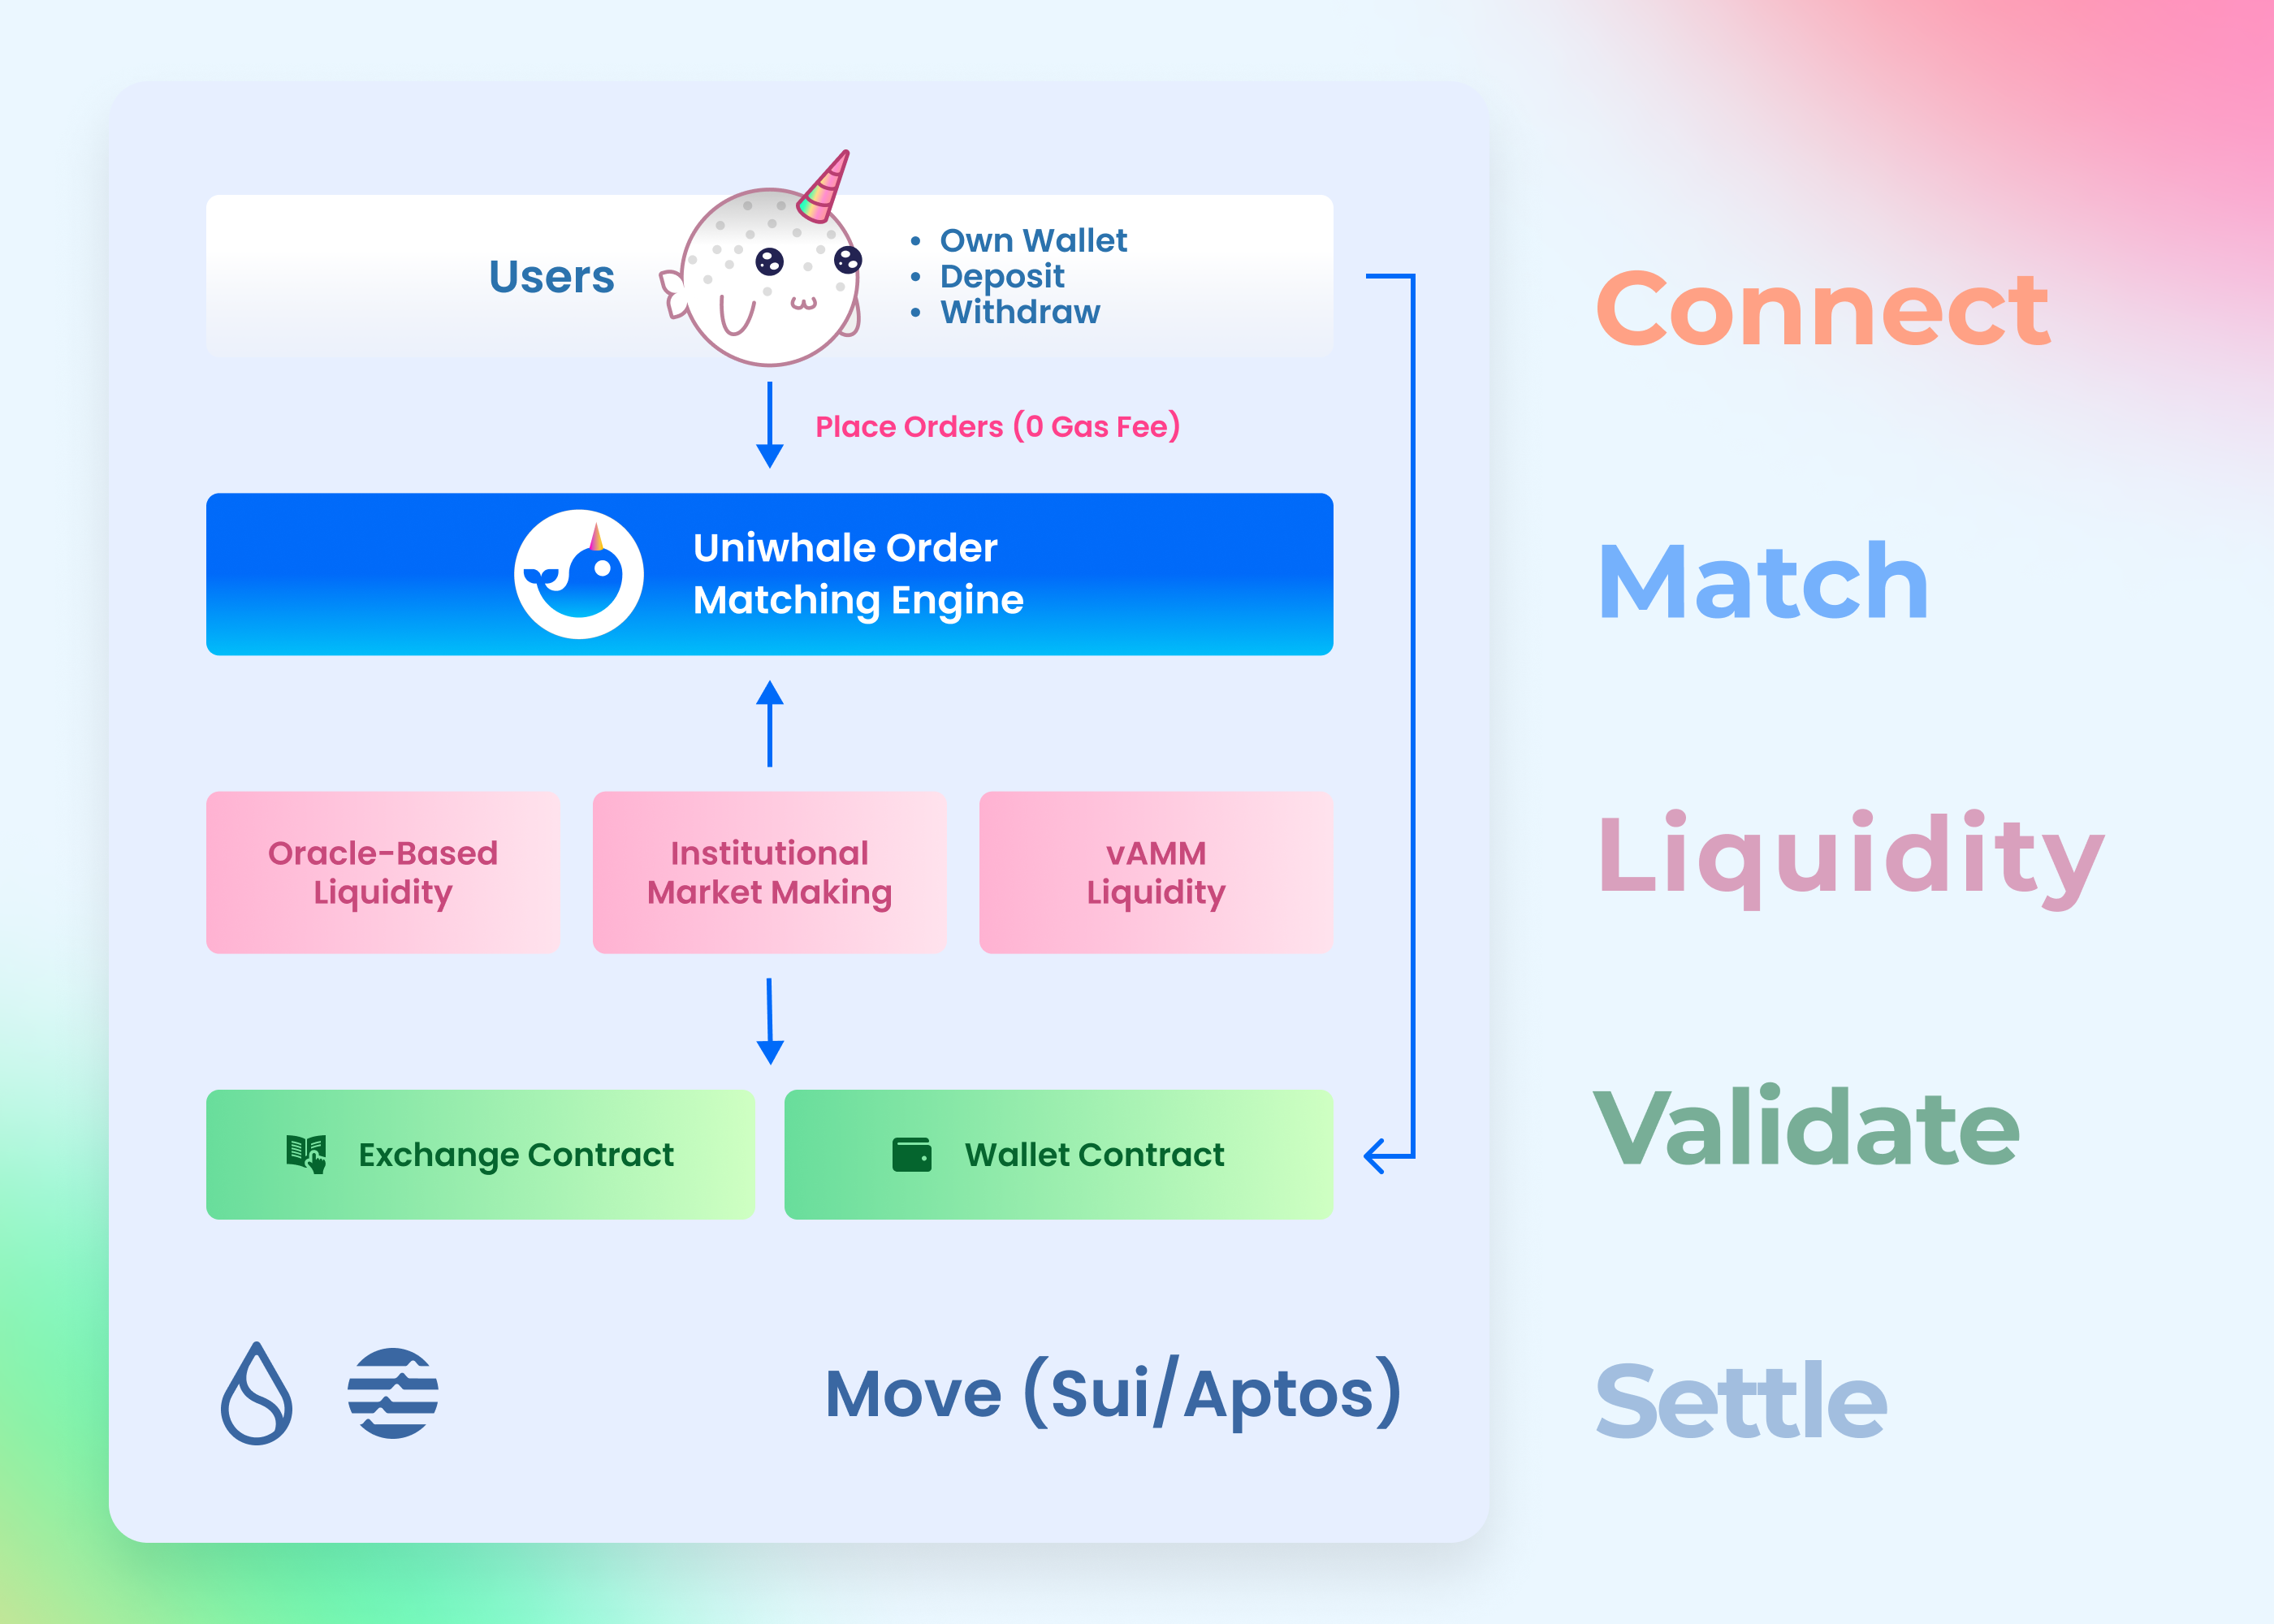 Users
• Own Wallet
• Deposit
• Withdraw
Connect
Place Orders (0 Gas Fee)
Uniwhale Order
Matching Engine
Match
Oracle-Based
Liquidity
Institutional
Market Making
vAMM
Liquidity
Liquidity
Exchange Contract
Wallet Contract
Validate
Move (Sui/Aptos)
Settle